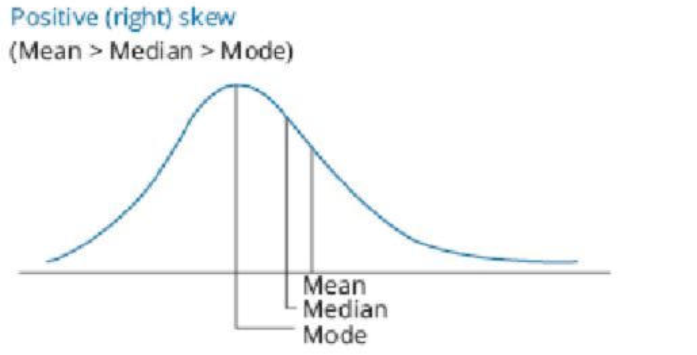 Positive (right) skew
(Mean > Median > Mode)
Mean
Median
Mode